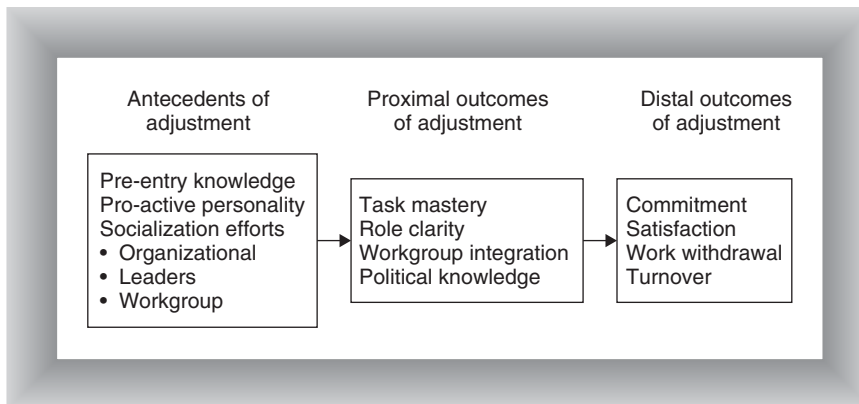 Antecedents of
adjustment
Proximal outcomes
of adjustment
Distal outcomes
of adjustment
Pre-entry knowledge
Pro-active personality
Socialization efforts
• Organizational
• Leaders
• Workgroup
Task mastery
Role clarity
Workgroup integration
Political knowledge
Commitment
Satisfaction
Work withdrawal
Turnover